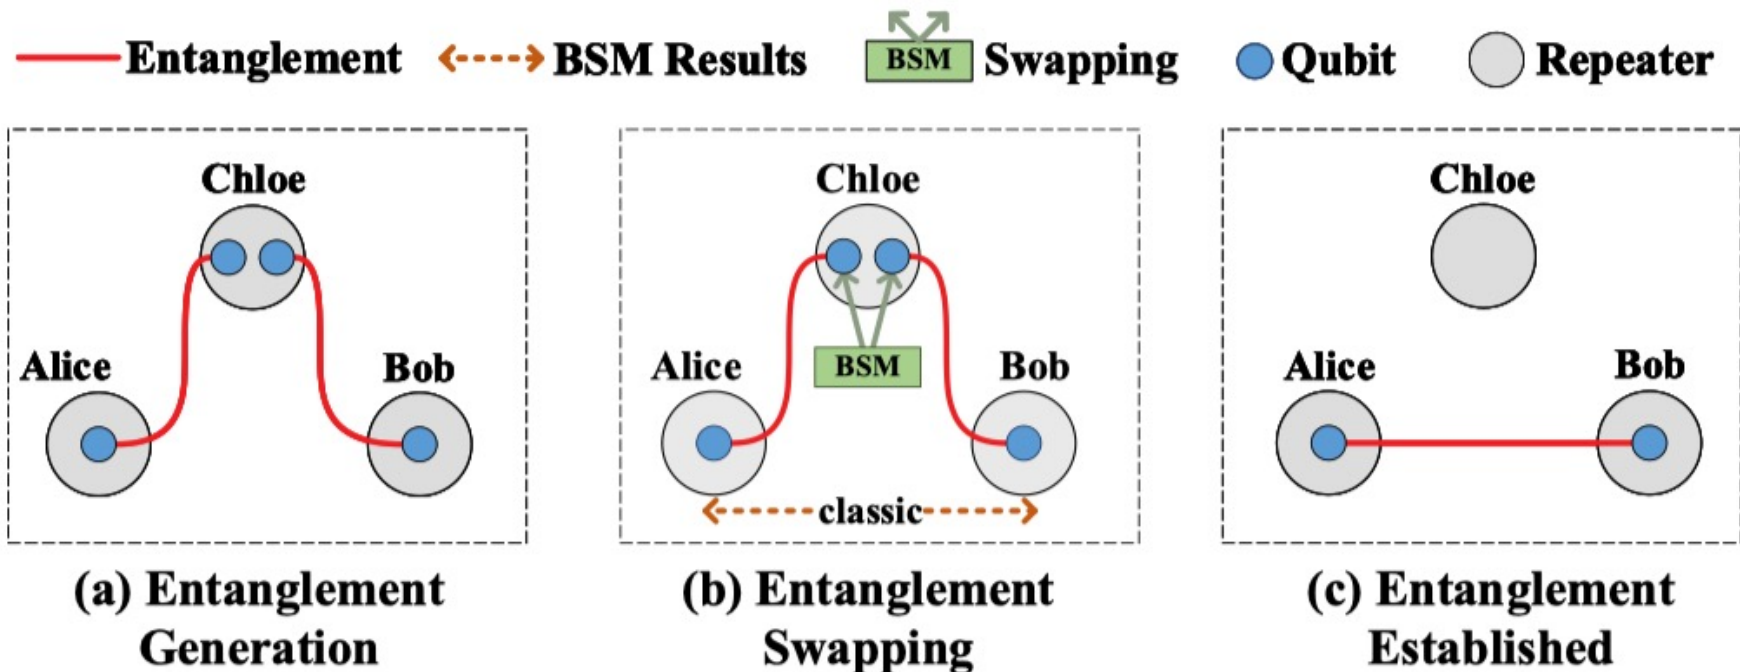 Entanglement BSM Results BSM Swapping Qubit Repeater
Chloe
Alice
Bob
Chloe
Alice
BSM
Bob
classic
Chloe
Alice
Bob
(a) Entanglement
Generation
(b) Entanglement
Swapping
(c) Entanglement
Established